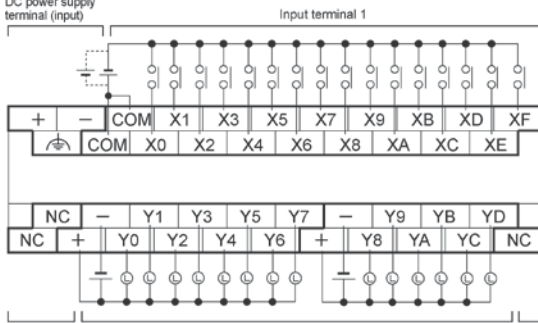 DC power supply
terminal (input)
Input terminal 1
+ − COM X1 X3 X5 X7 X9 XB XD XF
COM X0 X2 X4 X6 X8 XA XC XE
NC − Y1 Y3 Y5 Y7 − Y9 YB YD
NC + Y0 Y2 Y4 Y6 + Y8 YA YC NC
L L L L L L L L L L L L L L